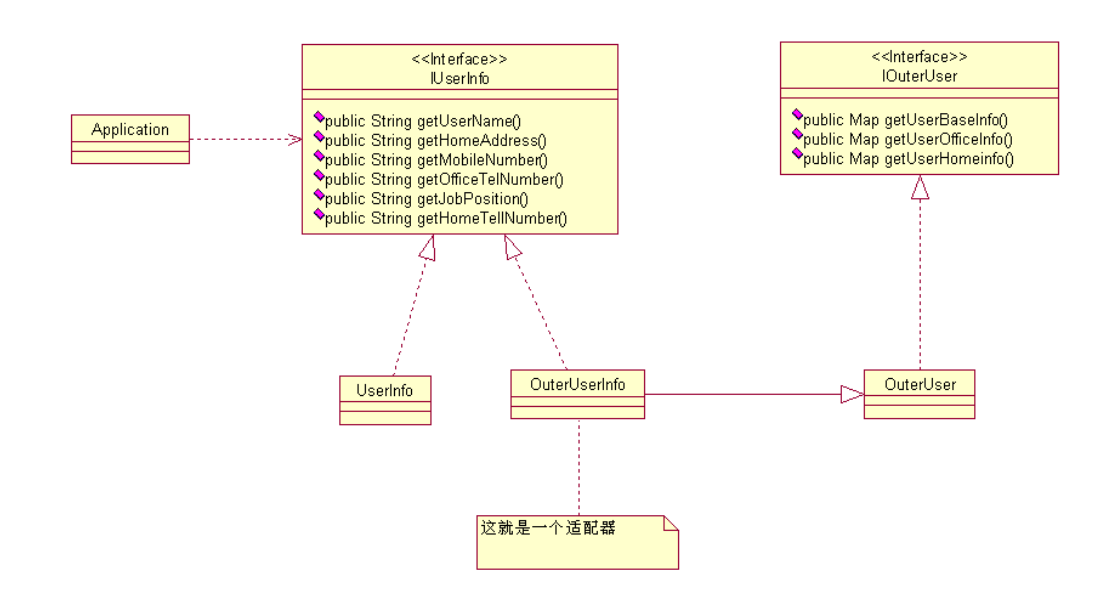 <<Interface>>
IUserInfo
public String getUserName()
public String getHomeAddress()
public String getMobileNumber()
public String getOfficeTelNumber()
public String getJobPosition()
public String getHomeTellNumber()
<<Interface>>
IOuterUser
public Map getUserBaseInfo()
public Map getUserOfficeInfo()
public Map getUserHomeinfo()
Application
UserInfo
OuterUserInfo
OuterUser
这就是一个适配器